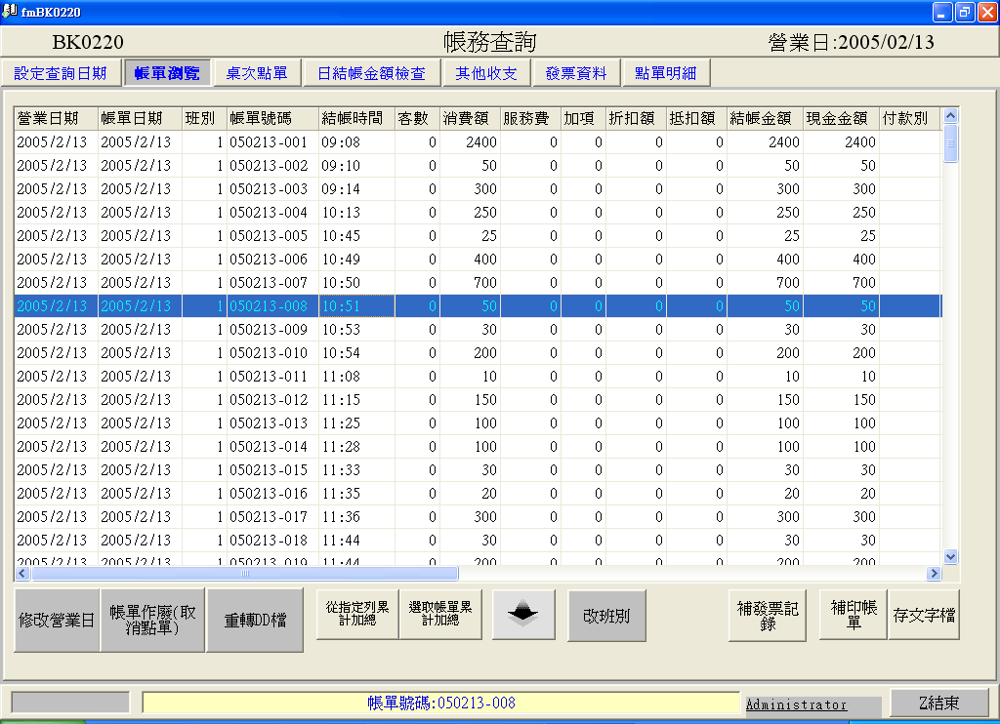 fmBK0220
BK0220 帳務查詢 營業日:2005/02/13
設定查詢日期 帳單瀏覽 桌次點單 日結帳金額檢查 其他收支 發票資料 點單明細
營業日期 帳單日期 班別 帳單號碼 結帳時間 客數 消費額 服務費 加項 折扣額 抵扣額 結帳金額 現金金額 付款別
2005/2/13 2005/2/13 1 050213-001 09:08 0 2400 0 0 0 0 2400 2400
2005/2/13 2005/2/13 1 050213-002 09:10 0 50 0 0 0 0 50 50
2005/2/13 2005/2/13 1 050213-003 09:14 0 300 0 0 0 0 300 300
2005/2/13 2005/2/13 1 050213-004 10:13 0 250 0 0 0 0 250 250
2005/2/13 2005/2/13 1 050213-005 10:45 0 25 0 0 0 0 25 25
2005/2/13 2005/2/13 1 050213-006 10:49 0 400 0 0 0 0 400 400
2005/2/13 2005/2/13 1 050213-007 10:50 0 700 0 0 0 0 700 700
2005/2/13 2005/2/13 1 050213-008 10:51 0 50 0 0 0 0 50 50
2005/2/13 2005/2/13 1 050213-009 10:53 0 30 0 0 0 0 30 30
2005/2/13 2005/2/13 1 050213-010 10:54 0 200 0 0 0 0 200 200
2005/2/13 2005/2/13 1 050213-011 11:08 0 10 0 0 0 0 10 10
2005/2/13 2005/2/13 1 050213-012 11:15 0 150 0 0 0 0 150 150
2005/2/13 2005/2/13 1 050213-013 11:25 0 100 0 0 0 0 100 100
2005/2/13 2005/2/13 1 050213-014 11:28 0 100 0 0 0 0 100 100
2005/2/13 2005/2/13 1 050213-015 11:33 0 30 0 0 0 0 30 30
2005/2/13 2005/2/13 1 050213-016 11:35 0 20 0 0 0 0 20 20
2005/2/13 2005/2/13 1 050213-017 11:36 0 300 0 0 0 0 300 300
2005/2/13 2005/2/13 1 050213-018 11:44 0 30 0 0 0 0 30 30
2005/2/13 2005/2/13 1 050213-019 11:44 0 200 0 0 0 0 200 200
修改營業日
帳單作廢(取
消點單)
重轉DD檔
從指定列累
計加總
選取帳單累
計加總
改班別
補發票記
錄
補印帳
單
存文字檔
帳單號碼:050213-008
Administrator
Z結束